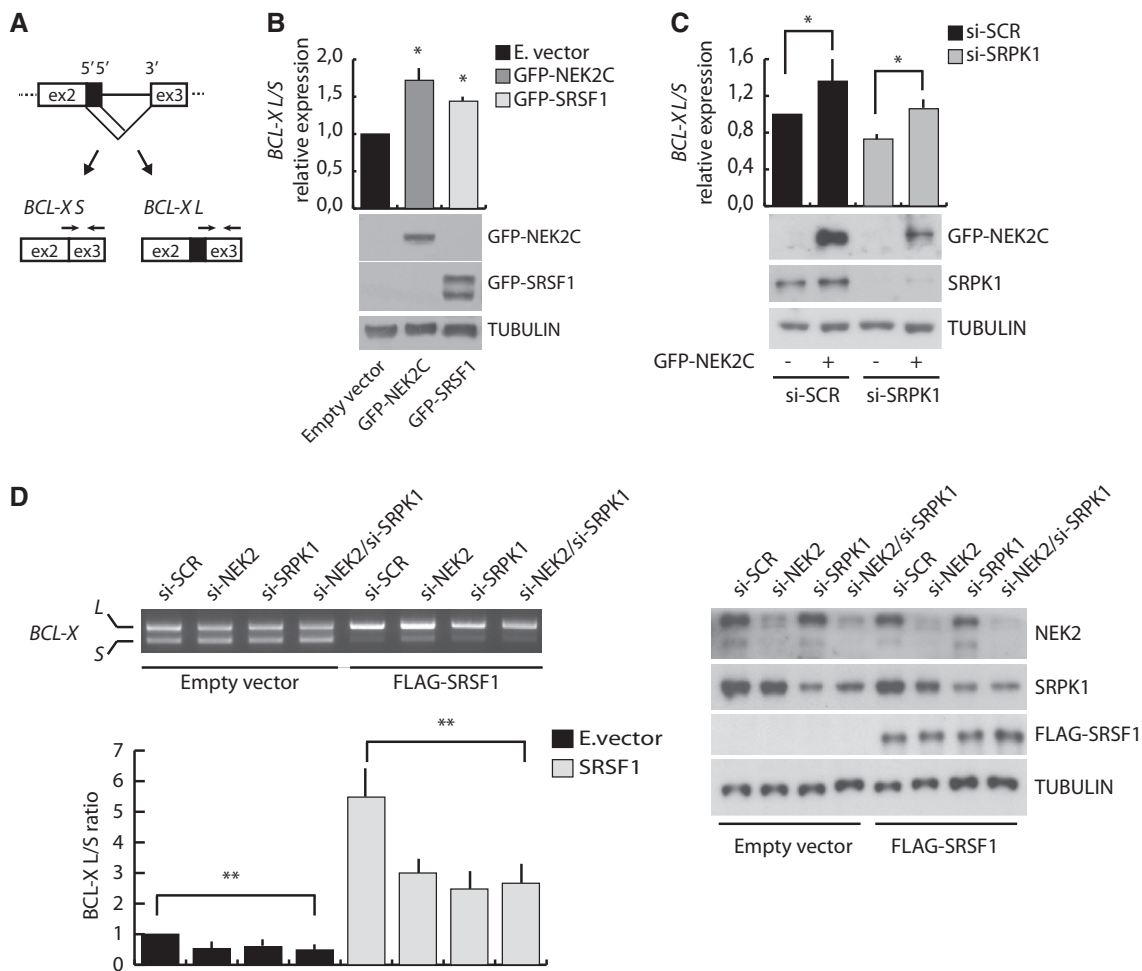 A
5' 5' 3'
ex2 ex3
BCL-X S BCL-X L
ex2 ex3 ex2 ex3
B
BCL-X L/S
relative expression
2,0
1,5
1,0
0,5
0,0
* *
E. vector
GFP-NEK2C
GFP-SRSF1
GFP-NEK2C
GFP-SRSF1
TUBULIN
Empty vector
GFP-NEK2C
GFP-SRSF1
C
BCL-X L/S
relative expression
1,6
1,2
0,8
0,4
0,0
* *
si-SCR
si-SRPK1
GFP-NEK2C
SRPK1
TUBULIN
GFP-NEK2C - + - +
si-SCR si-SRPK1
D
si-SCR
si-NEK2
si-SRPK1
si-NEK2/si-SRPK1
si-SCR
si-NEK2
si-SRPK1
si-NEK2/si-SRPK1
L
BCL-X
S
Empty vector FLAG-SRSF1
BCL-X L/S ratio
7
6
5
4
3
2
1
0
** **
E.vector
SRSF1
si-SCR
si-NEK2
si-SRPK1
si-NEK2/si-SRPK1
si-SCR
si-NEK2
si-SRPK1
si-NEK2/si-SRPK1
NEK2
SRPK1
FLAG-SRSF1
TUBULIN
Empty vector FLAG-SRSF1